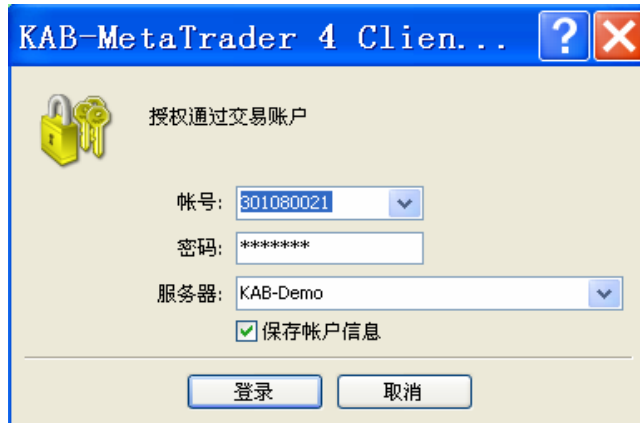 KAB-MetaTrader 4 Clien...
授权通过交易账户
帐号: 301080021
密码: *******
服务器: KAB-Demo
保存帐户信息
登录 取消